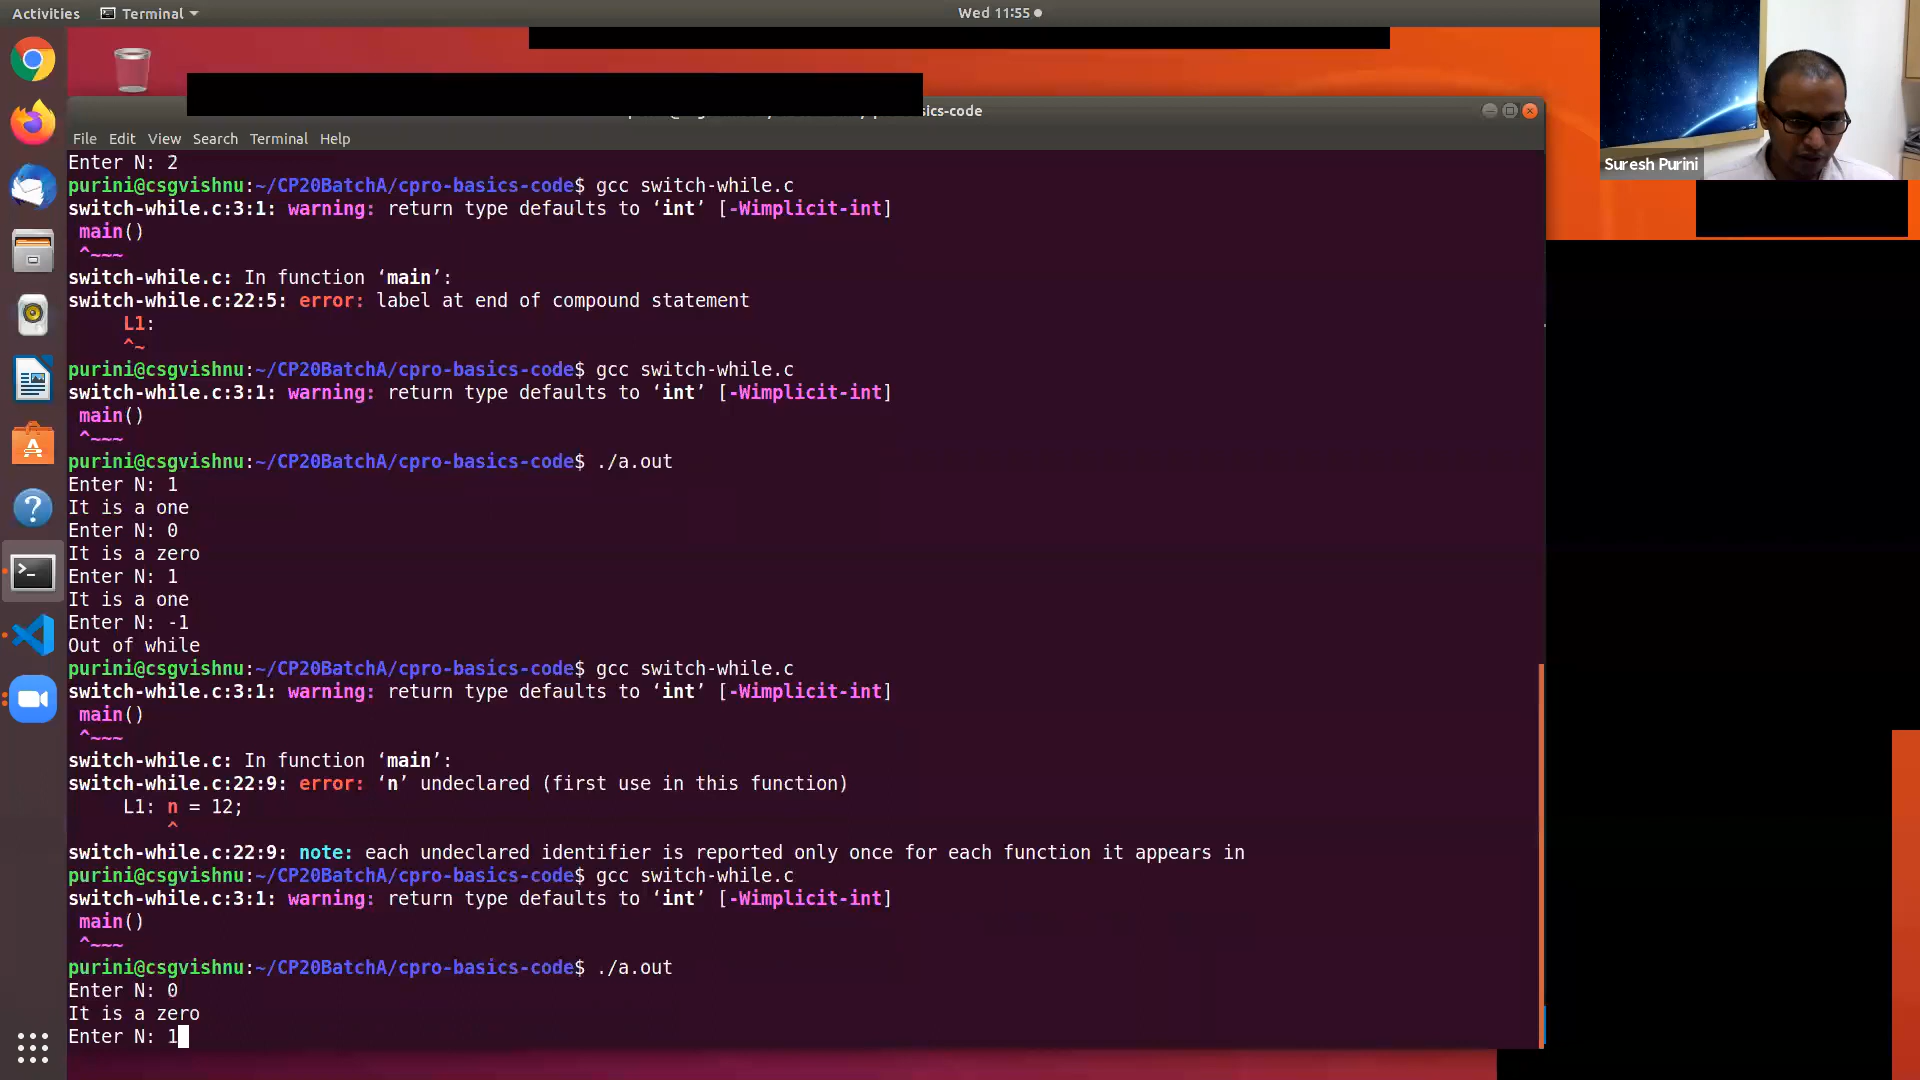 Activities Terminal Wed 11:55
Suresh Purini
sics-code
File Edit View Search Terminal Help
Enter N: 2
purini@csgvishnu:~/CP20BatchA/cpro-basics-code$ gcc switch-while.c
switch-while.c:3:1: warning: return type defaults to ‘int’ [-Wimplicit-int]
main()
^~~~
switch-while.c: In function ‘main’:
switch-while.c:22:5: error: label at end of compound statement
L1:
^~
purini@csgvishnu:~/CP20BatchA/cpro-basics-code$ gcc switch-while.c
switch-while.c:3:1: warning: return type defaults to ‘int’ [-Wimplicit-int]
main()
^~~~
purini@csgvishnu:~/CP20BatchA/cpro-basics-code$ ./a.out
Enter N: 1
It is a one
Enter N: 0
It is a zero
Enter N: 1
It is a one
Enter N: -1
Out of while
purini@csgvishnu:~/CP20BatchA/cpro-basics-code$ gcc switch-while.c
switch-while.c:3:1: warning: return type defaults to ‘int’ [-Wimplicit-int]
main()
^~~~
switch-while.c: In function ‘main’:
switch-while.c:22:9: error: ‘n’ undeclared (first use in this function)
L1: n = 12;
^
switch-while.c:22:9: note: each undeclared identifier is reported only once for each function it appears in
purini@csgvishnu:~/CP20BatchA/cpro-basics-code$ gcc switch-while.c
switch-while.c:3:1: warning: return type defaults to ‘int’ [-Wimplicit-int]
main()
^~~~
purini@csgvishnu:~/CP20BatchA/cpro-basics-code$ ./a.out
Enter N: 0
It is a zero
Enter N: 1